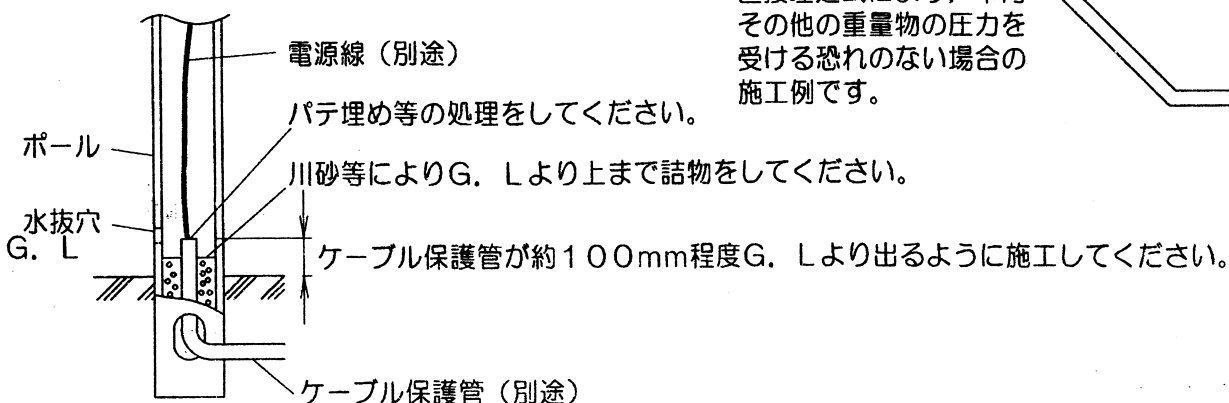 その他の重量物の圧力を
受ける恐れのない場合の
施工例です。
電源線（別途）
パテ埋め等の処理をしてください。
ポール
川砂等によりG．Lより上まで詰物をしてください。
水抜穴
G．L
ケーブル保護管が約１００mm程度G．Lより出るように施工してください。
ケーブル保護管（別途）